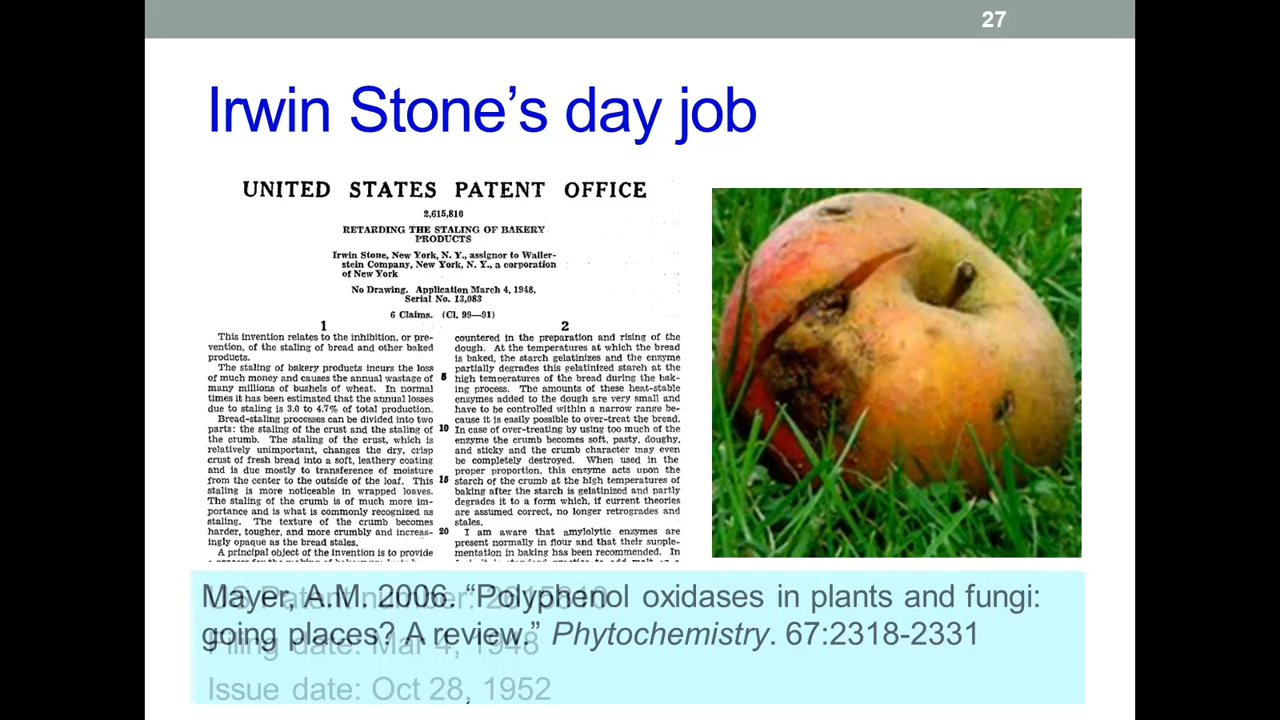 27
Irwin Stone’s day job
UNITED STATES PATENT OFFICE
2,615,810
RETARDING THE STALING OF BAKERY
PRODUCTS
Irwin Stone, New York, N. Y., assignor to Waller-
stein Company, New York, N. Y., a corporation
of New York
No Drawing. Application March 4, 1948,
Serial No. 13,083
6 Claims. (Cl. 99—91)
1
This invention relates to the inhibition, or pre-
vention, of the staling of bread and other baked
products.
The staling of bakery products incurs the loss
of much money and causes the annual wastage of
many millions of bushels of wheat. In normal
times it has been estimated that the annual losses
due to staling is 3.0 to 4.7% of total production.
Bread-staling processes can be divided into two
parts: the staling of the crust and the staling of
the crumb. The staling of the crust, which is
relatively unimportant, changes the dry, crisp
crust of fresh bread into a soft, leathery coating
and is due mostly to transference of moisture
from the center to the outside of the loaf. This
staling is more noticeable in wrapped loaves.
The staling of the crumb is of much more im-
portance and is what is commonly recognized as
staling. The texture of the crumb becomes
harder, tougher, and more crumbly and increas-
ingly opaque as the bread stales.
A principal object of the invention is to provide
5
10
15
20
2
countered in the preparation and rising of the
dough. At the temperatures at which the bread
is baked, the starch gelatinizes and the enzyme
partially degrades this gelatinized starch at the
high temperatures of the bread during the bak-
ing process. The amounts of these heat-stable
enzymes added to the dough are very small and
have to be controlled within a narrow range be-
cause it is easily possible to over-treat the bread.
In case of over-treating by using too much of the
enzyme the crumb becomes soft, pasty, doughy,
and sticky and the crumb character may even
be completely destroyed. When used in the
proper proportion, this enzyme acts upon the
starch of the crumb at the high temperatures of
baking after the starch is gelatinized and partly
degrades it to a form which, if current theories
are assumed correct, no longer retrogrades and
stales.
I am aware that amylolytic enzymes are
present normally in flour and that their supple-
mentation in baking has been recommended. In
Mayer, A.M. 2006. “Polyphenol oxidases in plants and fungi:
going places? A review.” Phytochemistry. 67:2318-2331
US Patent number: 2615810
Filing date: Mar 4, 1948
Issue date: Oct 28, 1952